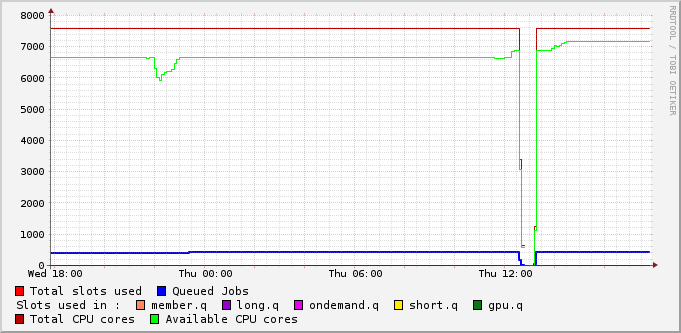 8000
7000
6000
5000
4000
3000
2000
1000
0
Wed 18:00 Thu 00:00 Thu 06:00 Thu 12:00
Total slots used Queued Jobs
Slots used in : member.q long.q ondemand.q short.q gpu.q
Total CPU cores Available CPU cores
RRDTOOL / TOBI OETIKER